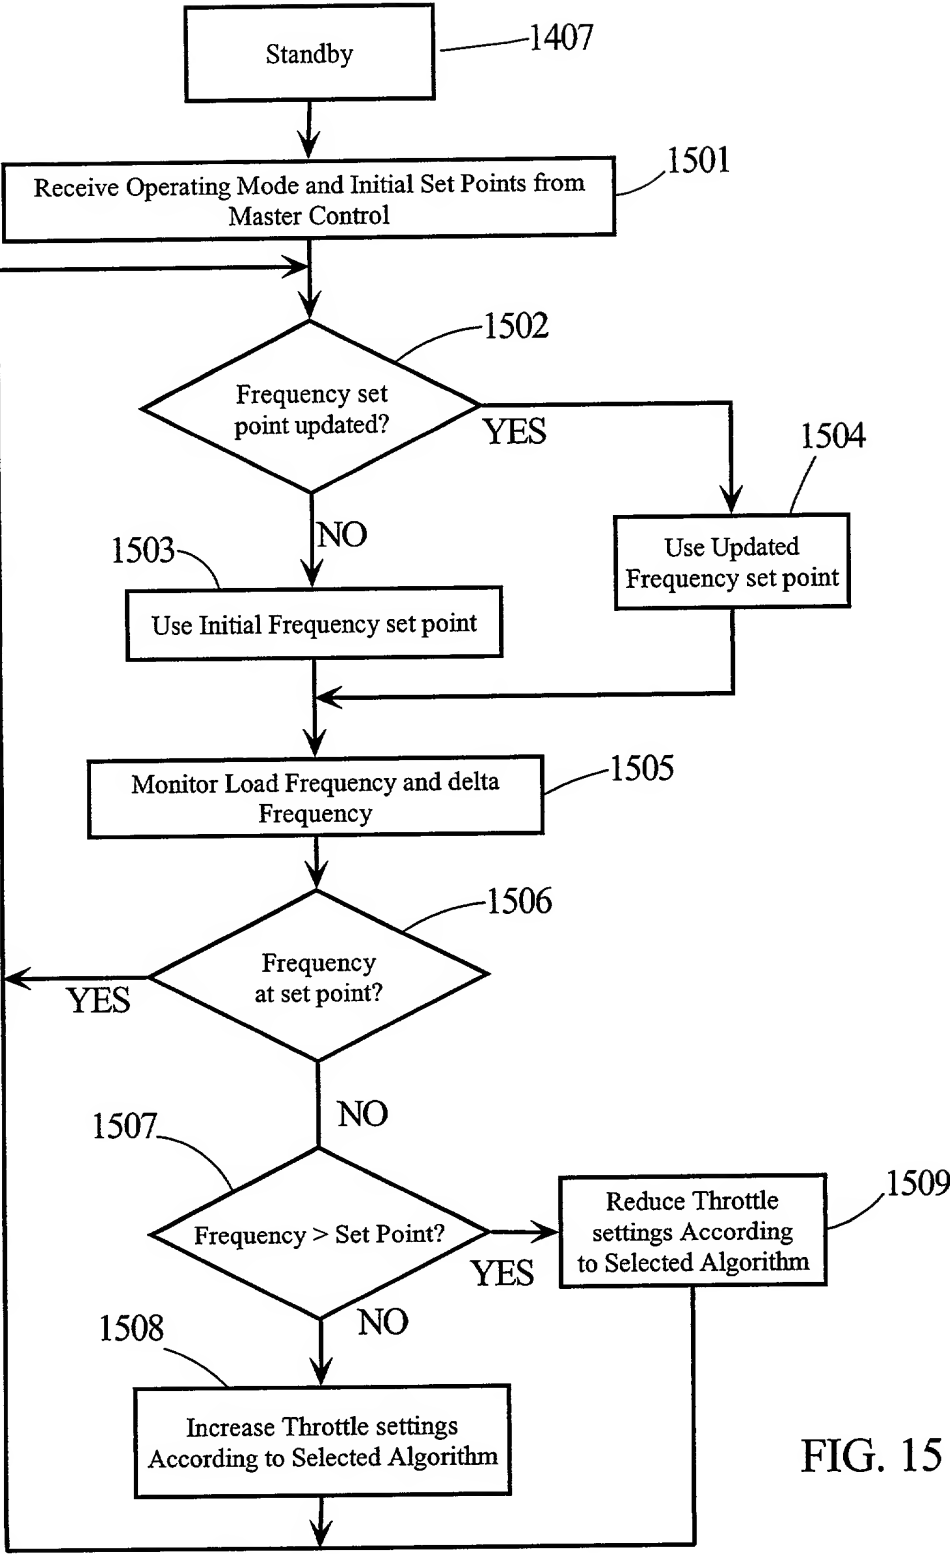 Standby
1407
Receive Operating Mode and Initial Set Points from
Master Control
1501
1502
Frequency set
point updated?
YES
1504
NO
1503
Use Updated
Frequency set point
Use Initial Frequency set point
Monitor Load Frequency and delta
Frequency
1505
1506
Frequency
at set point?
YES
NO
1507
Frequency > Set Point?
YES
1509
Reduce Throttle
settings According
to Selected Algorithm
NO
1508
Increase Throttle settings
According to Selected Algorithm
FIG. 15